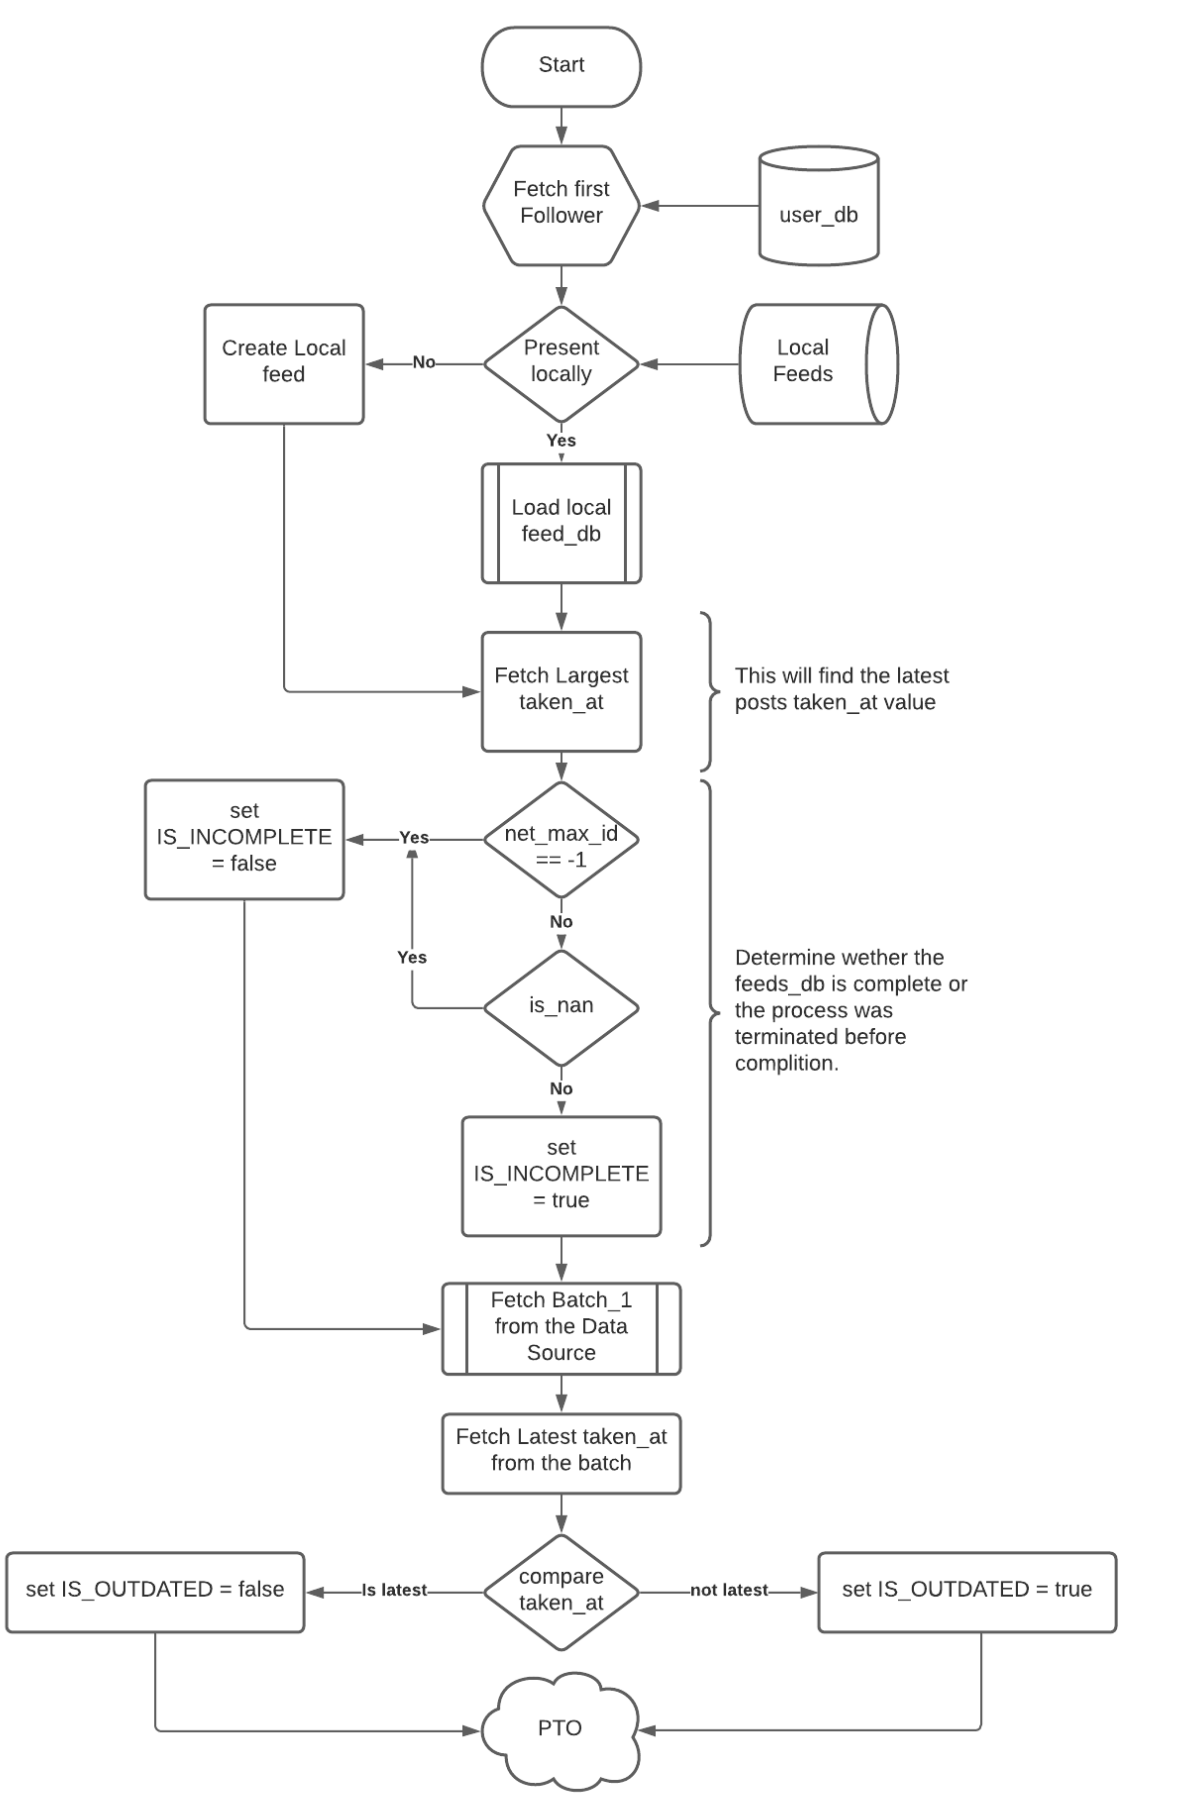 Start
Fetch first
Follower
user_db
Create Local
feed
No
Present
locally
Local
Feeds
Yes
Load local
feed_db
Fetch Largest
taken_at
This will find the latest
posts taken_at value
set
IS_INCOMPLETE
= false
Yes
net_max_id
== -1
No
Yes
is_nan
Determine wether the
feeds_db is complete or
the process was
terminated before
complition.
No
set
IS_INCOMPLETE
= true
Fetch Batch_1
from the Data
Source
Fetch Latest taken_at
from the batch
set IS_OUTDATED = false
Is latest
compare
taken_at
not latest
set IS_OUTDATED = true
PTO